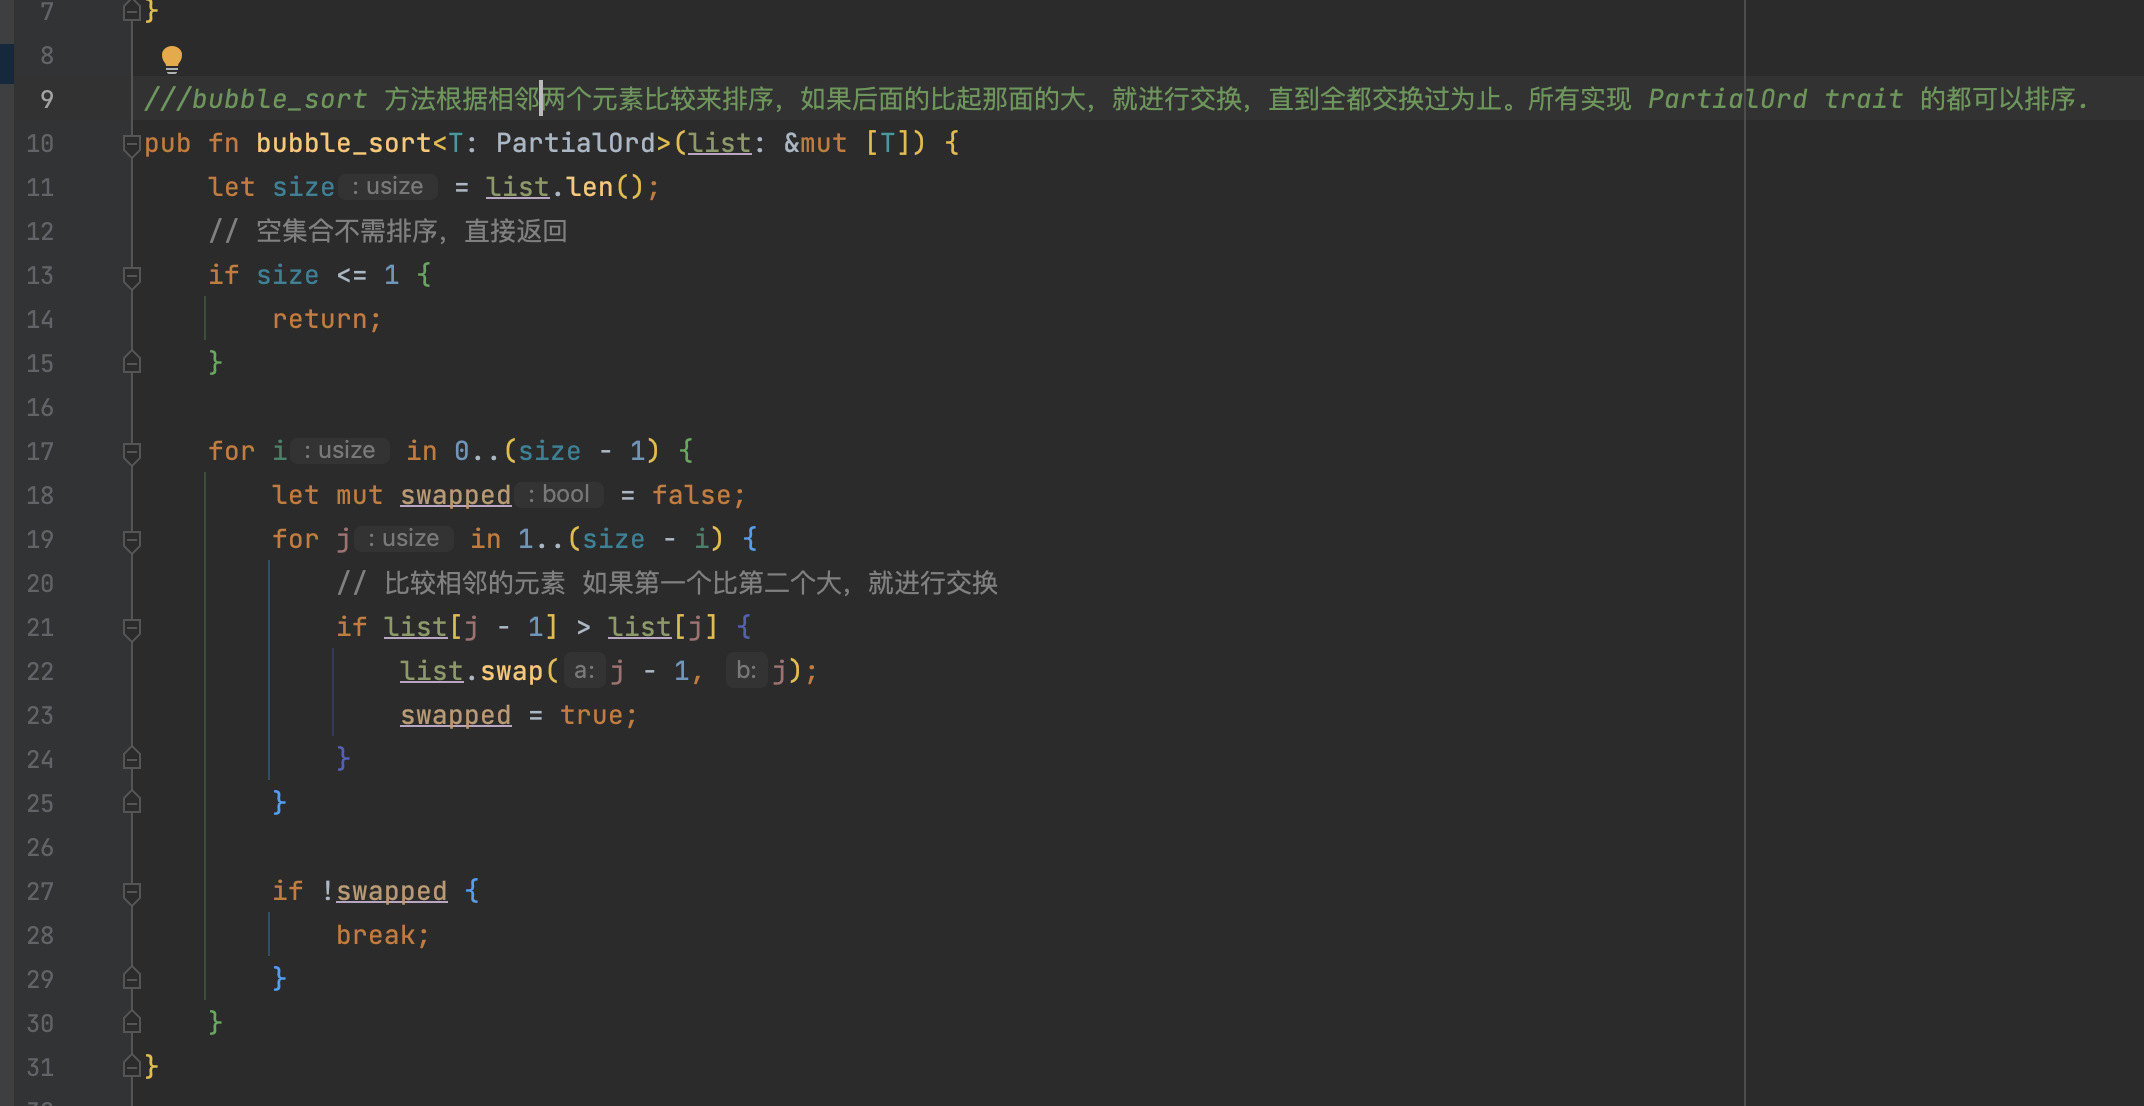 7 }
8
9 ///bubble_sort 方法根据相邻两个元素比较来排序，如果后面的比起那面的大，就进行交换，直到全都交换过为止。所有实现 PartialOrd trait 的都可以排序.
10 pub fn bubble_sort<T: PartialOrd>(list: &mut [T]) {
11 let size : usize = list.len();
12 // 空集合不需排序，直接返回
13 if size <= 1 {
14 return;
15 }
16
17 for i : usize in 0..(size - 1) {
18 let mut swapped : bool = false;
19 for j : usize in 1..(size - i) {
20 // 比较相邻的元素 如果第一个比第二个大，就进行交换
21 if list[j - 1] > list[j] {
22 list.swap( a: j - 1, b: j);
23 swapped = true;
24 }
25 }
26
27 if !swapped {
28 break;
29 }
30 }
31 }